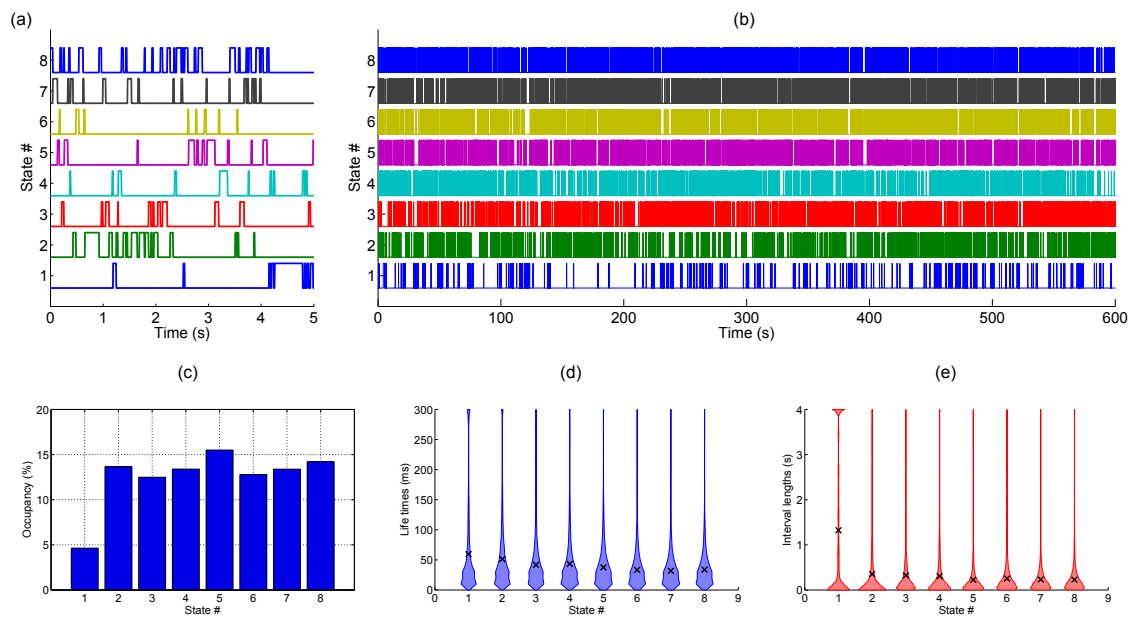 (a)
(b)
State #
8
7
6
5
4
3
2
1
0 1 2 3 4 5
Time (s)
State #
8
7
6
5
4
3
2
1
0 100 200 300 400 500 600
Time (s)
(c)
Occupancy (%)
20
15
10
5
0
1 2 3 4 5 6 7 8
State #
(d)
Life times (ms)
300
250
200
150
100
50
0
0 1 2 3 4 5 6 7 8 9
State #
(e)
Interval lengths (s)
4
3
2
1
0
0 1 2 3 4 5 6 7 8 9
State #